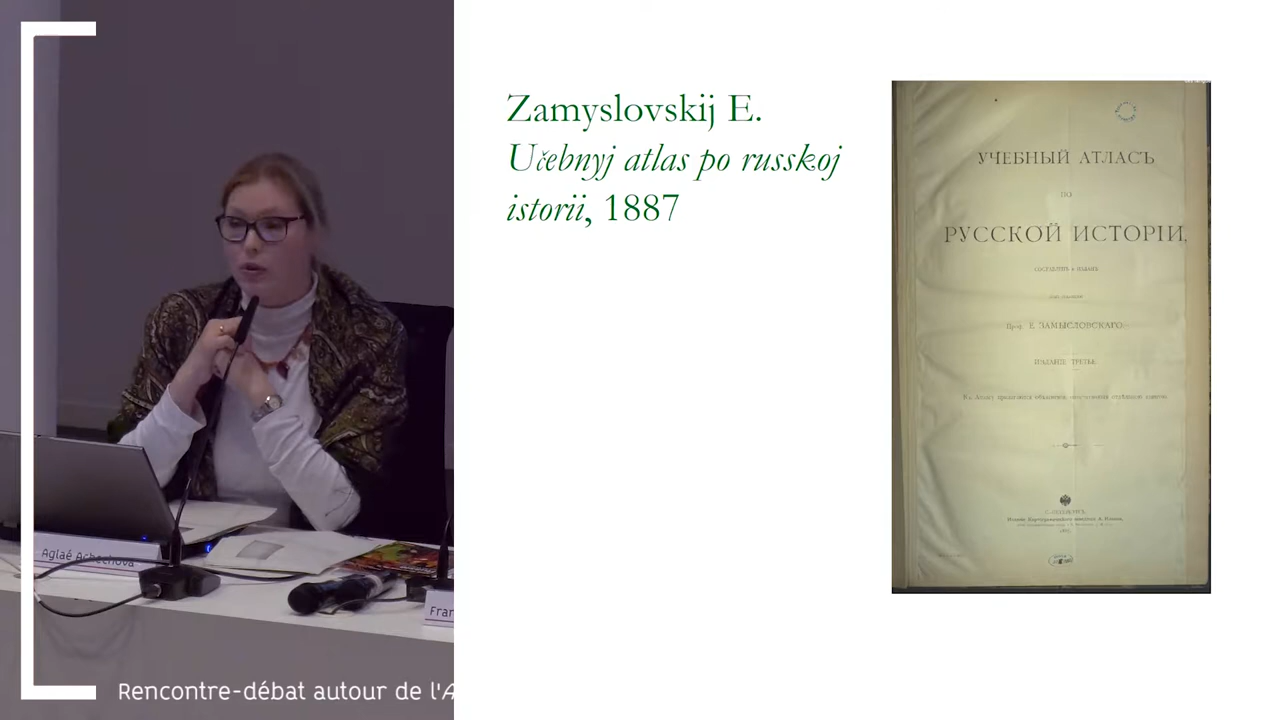 Zamyslovskij E.
Učebnyj atlas po russkoj
istorii, 1887
УЧЕБНЫЙ АТЛАСЪ
ПО
РУССКОЙ ИСТОРІИ,
Проф. Е. ЗАМЫСЛОВСКАГО.
ИЗДАНІЕ ТРЕТЬЕ.
Aglaé Achechova
Fran
Rencontre-débat autour de l'A